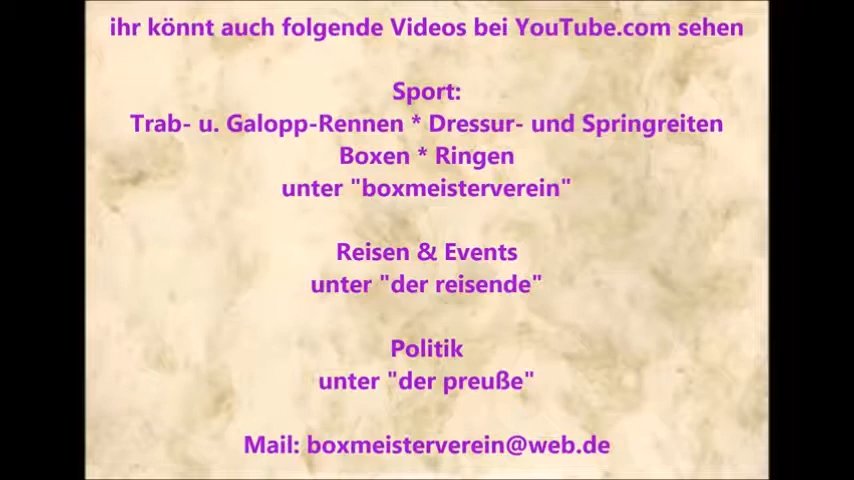 ihr könnt auch folgende Videos bei YouTube.com sehen
Sport:
Trab- u. Galopp-Rennen * Dressur- und Springreiten
Boxen * Ringen
unter "boxmeisterverein"
Reisen & Events
unter "der reisende"
Politik
unter "der preuße"
Mail: boxmeisterverein@web.de